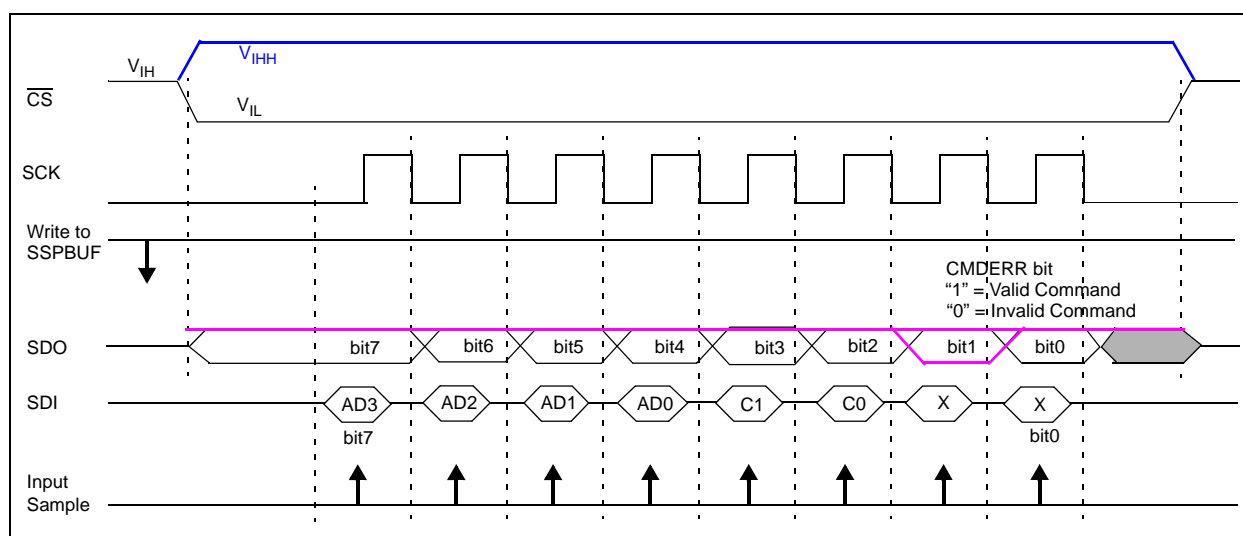 VIHH
VIH
CS
VIL
SCK
Write to
SSPBUF
CMDERR bit
“1” = Valid Command
“0” = Invalid Command
SDO bit7 bit6 bit5 bit4 bit3 bit2 bit1 bit0
SDI AD3 AD2 AD1 AD0 C1 C0 X X
bit7 bit0
Input
Sample